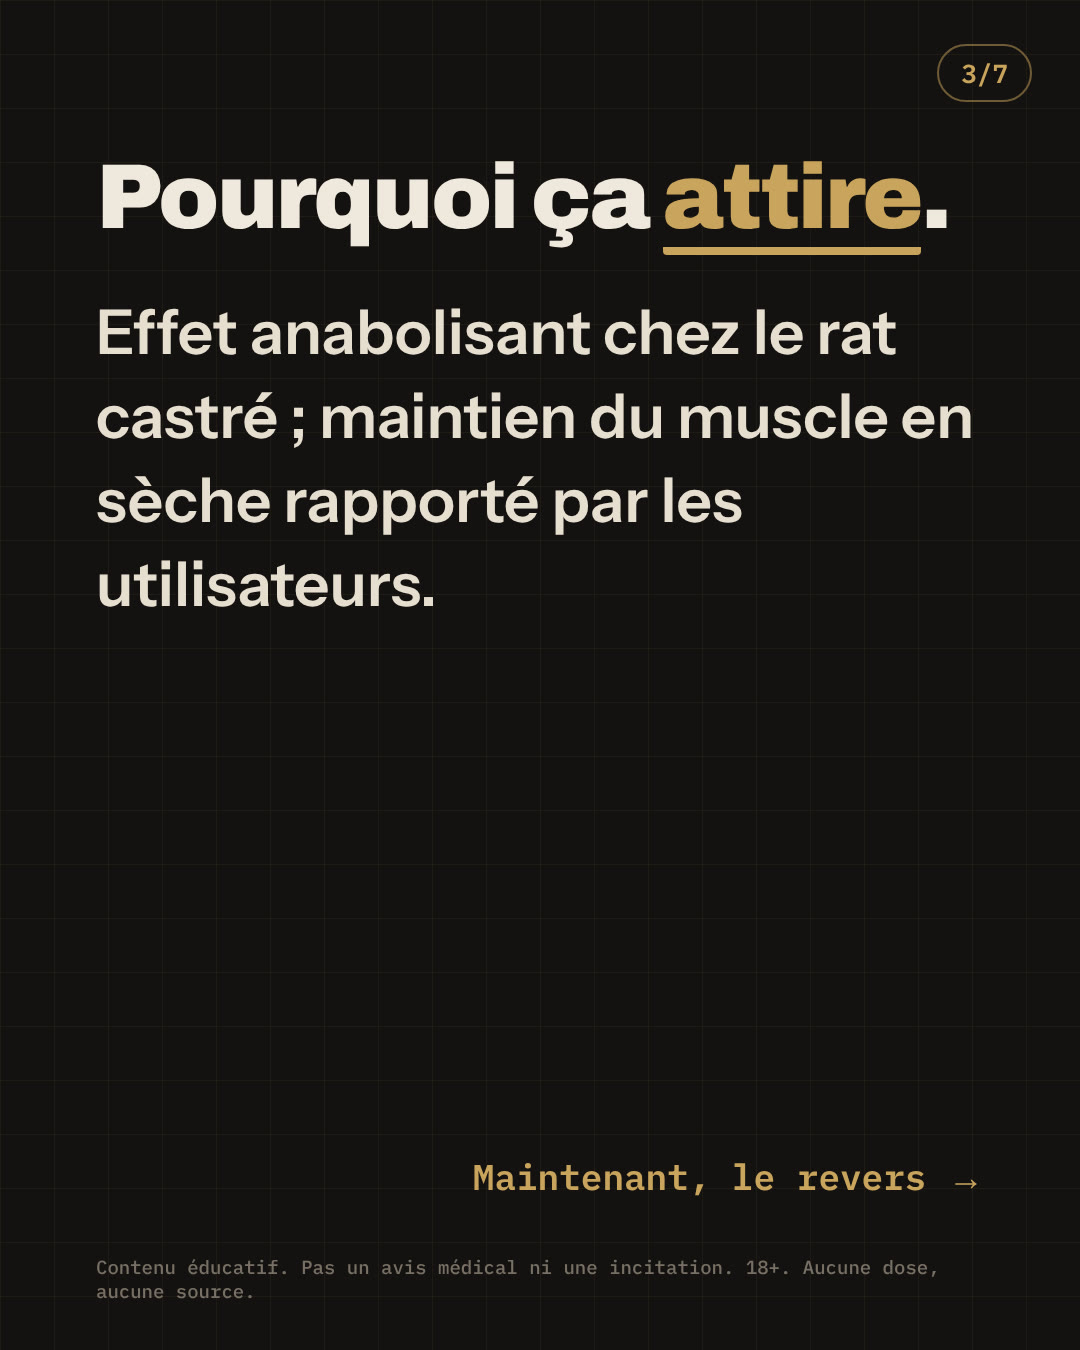 3/7
Pourquoi ça attire.
Effet anabolisant chez le rat
castré ; maintien du muscle en
sèche rapporté par les
utilisateurs.
Maintenant, le revers →
Contenu éducatif. Pas un avis médical ni une incitation. 18+. Aucune dose,
aucune source.